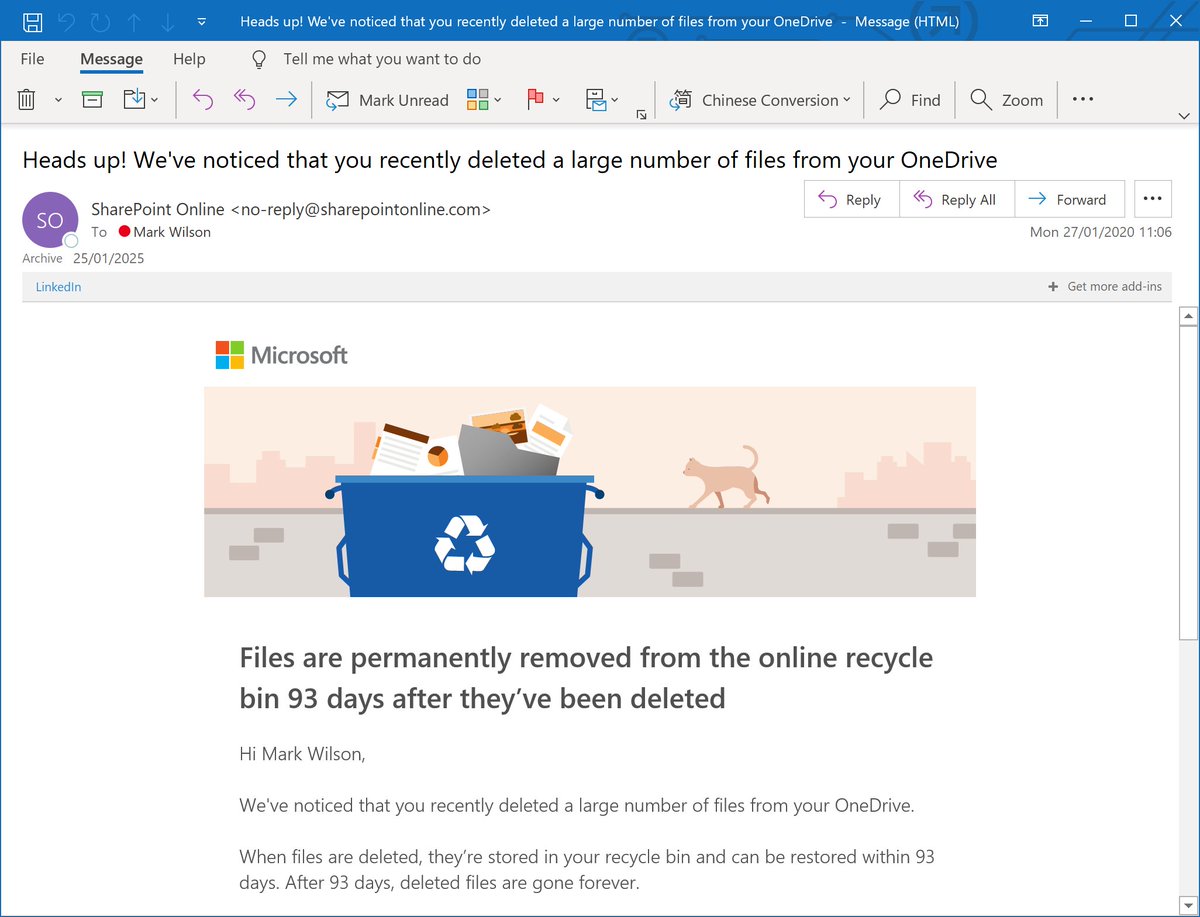 Heads up! We've noticed that you recently deleted a large number of files from your OneDrive - Message (HTML)
File Message Help Tell me what you want to do
Mark Unread Chinese Conversion Find Zoom
Heads up! We've noticed that you recently deleted a large number of files from your OneDrive
SO
SharePoint Online <no-reply@sharepointonline.com>
To Mark Wilson
Reply Reply All Forward
Mon 27/01/2020 11:06
Archive 25/01/2025
LinkedIn + Get more add-ins
Microsoft
Files are permanently removed from the online recycle
bin 93 days after they’ve been deleted
Hi Mark Wilson,
We've noticed that you recently deleted a large number of files from your OneDrive.
When files are deleted, they’re stored in your recycle bin and can be restored within 93
days. After 93 days, deleted files are gone forever.